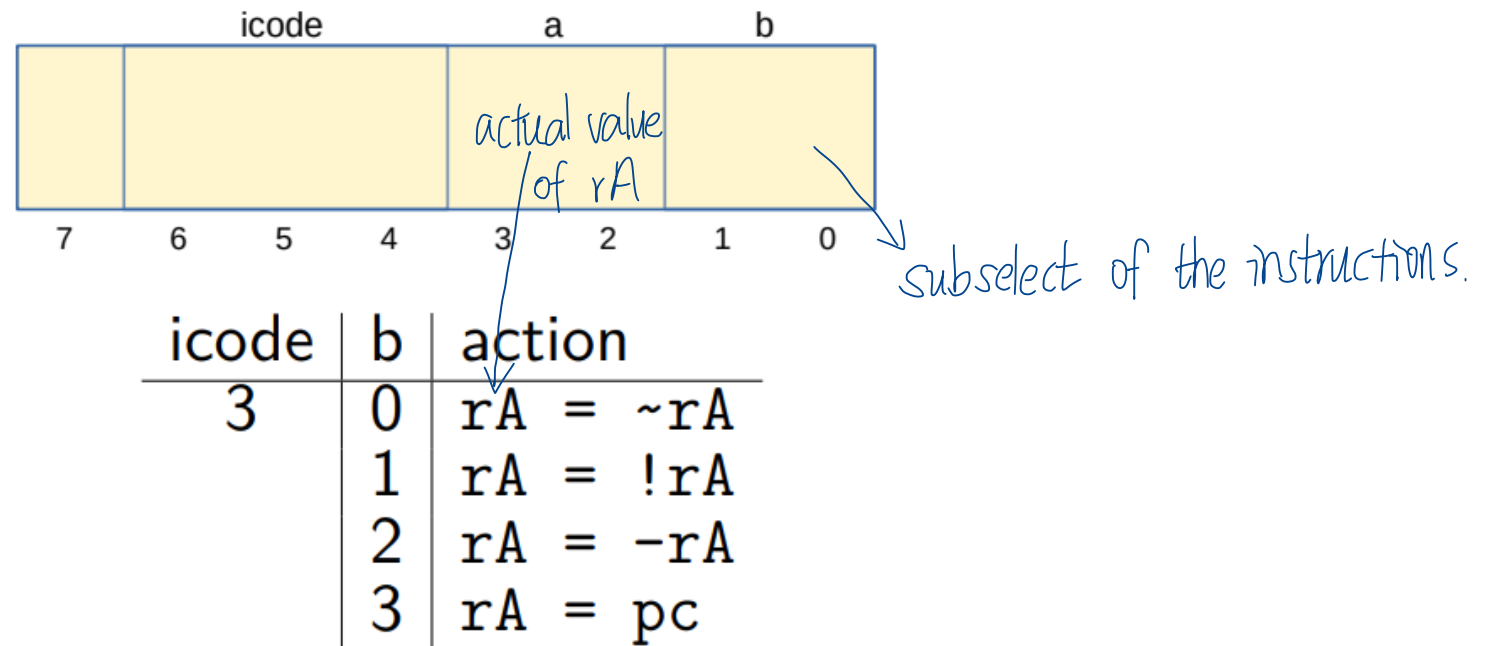 icode a b
actual value
of rA
7 6 5 4 3 2 1 0
subselect of the instructions.
icode b action
3 0 rA = ~rA
1 rA = !rA
2 rA = -rA
3 rA = pc